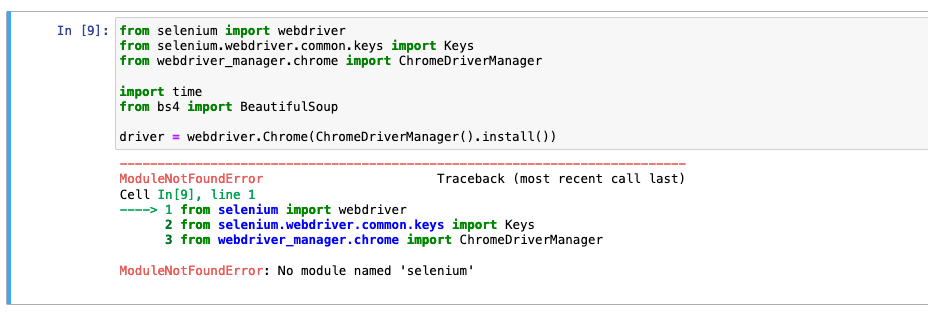 In [9]: from selenium import webdriver
from selenium.webdriver.common.keys import Keys
from webdriver_manager.chrome import ChromeDriverManager
import time
from bs4 import BeautifulSoup
driver = webdriver.Chrome(ChromeDriverManager().install())
---------------------------------------------------------------------------
ModuleNotFoundError                       Traceback (most recent call last)
Cell In[9], line 1
----> 1 from selenium import webdriver
      2 from selenium.webdriver.common.keys import Keys
      3 from webdriver_manager.chrome import ChromeDriverManager
ModuleNotFoundError: No module named 'selenium'